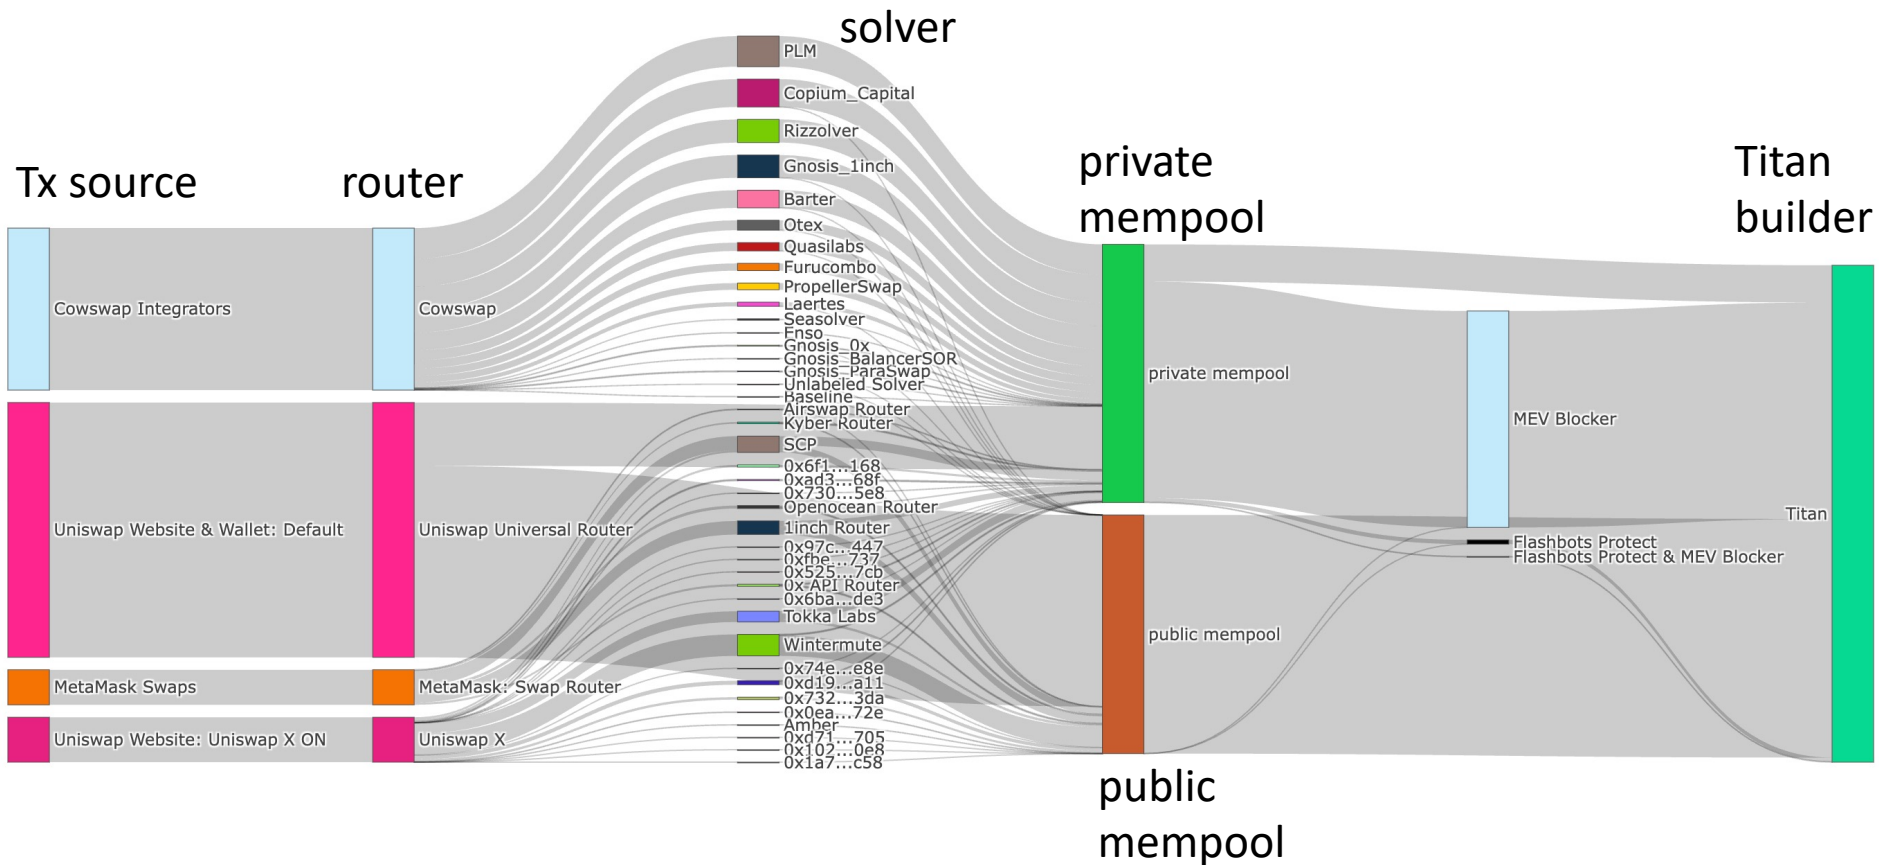 solver
Tx source
router
private
mempool
Titan
builder
PLM
Copium_Capital
Rizzolver
Gnosis_1inch
Barter
Otex
Quasilabs
Furucombo
PropellerSwap
Laertes
Seasolver
Enso
Gnosis_0x
Gnosis_BalancerSOR
Gnosis_ParaSwap
Unlabeled Solver
Baseline
Airswap Router
Kyber Router
SCP
0x6f1...168
0xad3...68f
0x730...5e8
Openocean Router
1inch Router
0x97c...447
0xfbe...737
0x525...7cb
0x API Router
0x6ba...de3
Tokka Labs
Wintermute
0x74e...e8e
0xd19...a11
0x732...3da
0x0ea...72e
Amber
0xd71...705
0x102...0e8
0x1a7...c58
Cowswap Integrators
Cowswap
Uniswap Website & Wallet: Default
Uniswap Universal Router
MetaMask Swaps
MetaMask: Swap Router
Uniswap Website: Uniswap X ON
Uniswap X
private mempool
public mempool
MEV Blocker
Flashbots Protect
Flashbots Protect & MEV Blocker
Titan
public
mempool